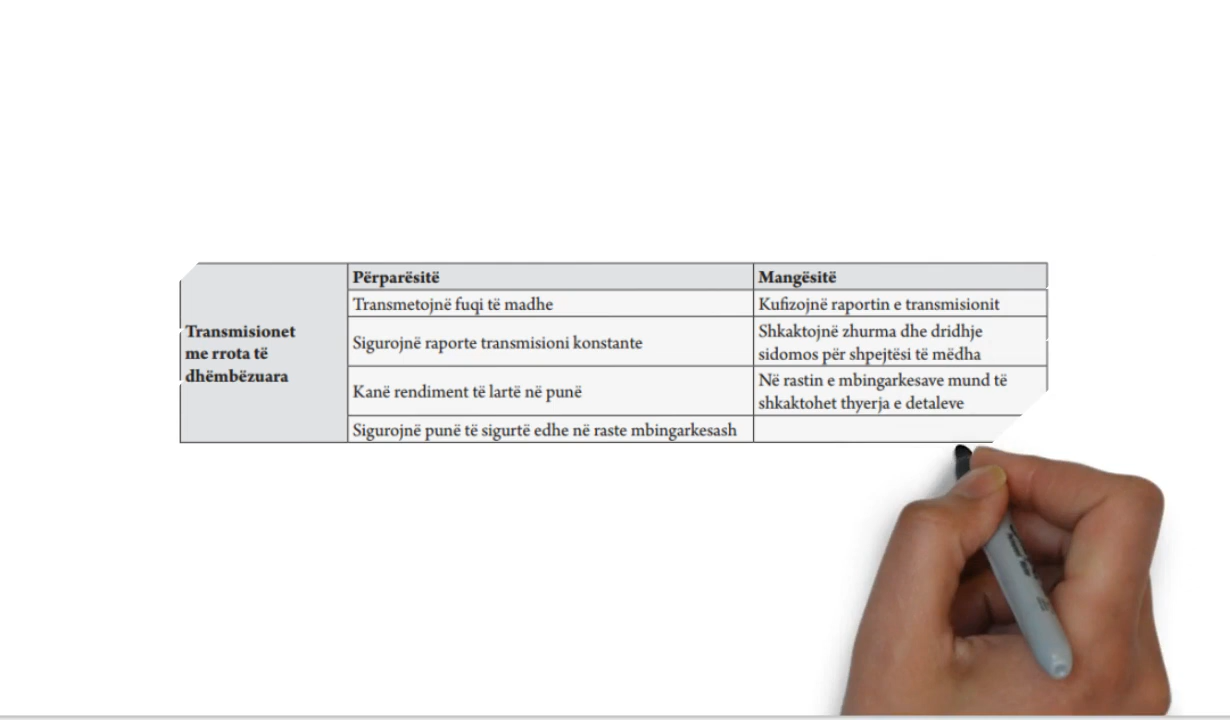 Transmisionet
me rrota të
dhëmbëzuara
Përparësitë
Mangësitë
Transmetojnë fuqi të madhe
Kufizojnë raportin e transmisionit
Sigurojnë raporte transmisioni konstante
Shkaktojnë zhurma dhe dridhje
sidomos për shpejtësi të mëdha
Kanë rendiment të lartë në punë
Në rastin e mbingarkesave mund të
shkaktohet thyerja e detaleve
Sigurojnë punë të sigurtë edhe në raste mbingarkesash